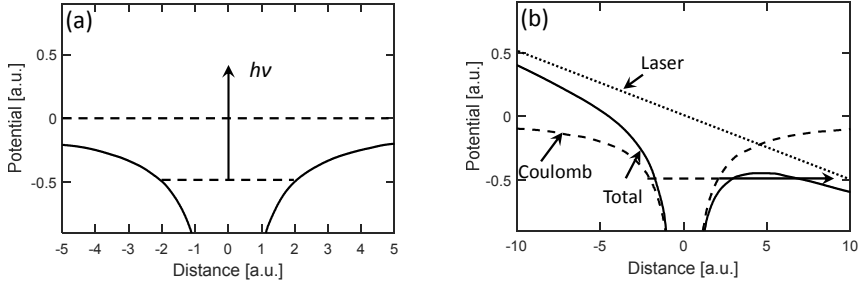 (a)
hν
Potential [a.u.]
0.5
0
-0.5
-5 -4 -3 -2 -1 0 1 2 3 4 5
Distance [a.u.]
(b)
Laser
Coulomb
Total
Potential [a.u.]
0.5
0
-0.5
-10 -5 0 5 10
Distance [a.u.]